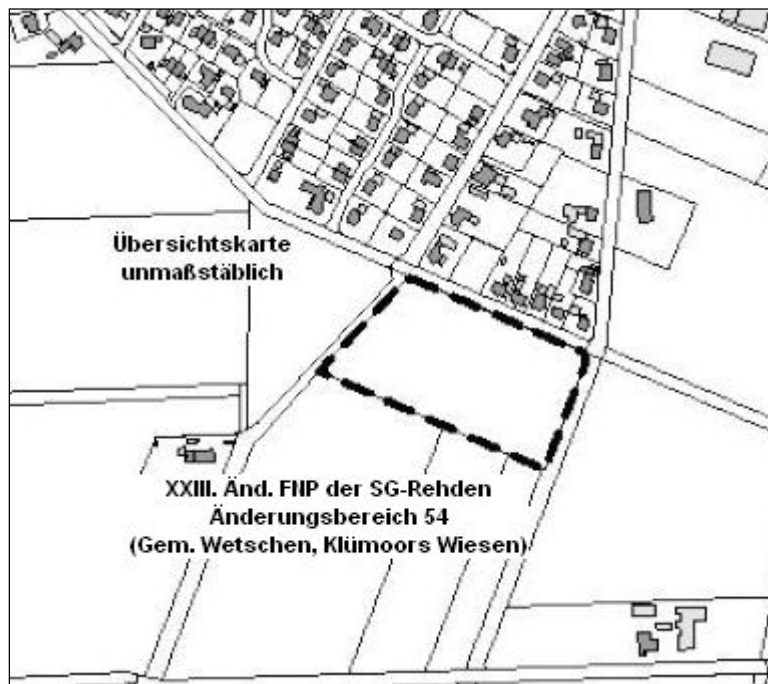 Übersichtskarte
unmaßstäblich
XXIII. Änd. FNP der SG-Rehden
Änderungsbereich 54
(Gem. Wetschen, Klümoors Wiesen)